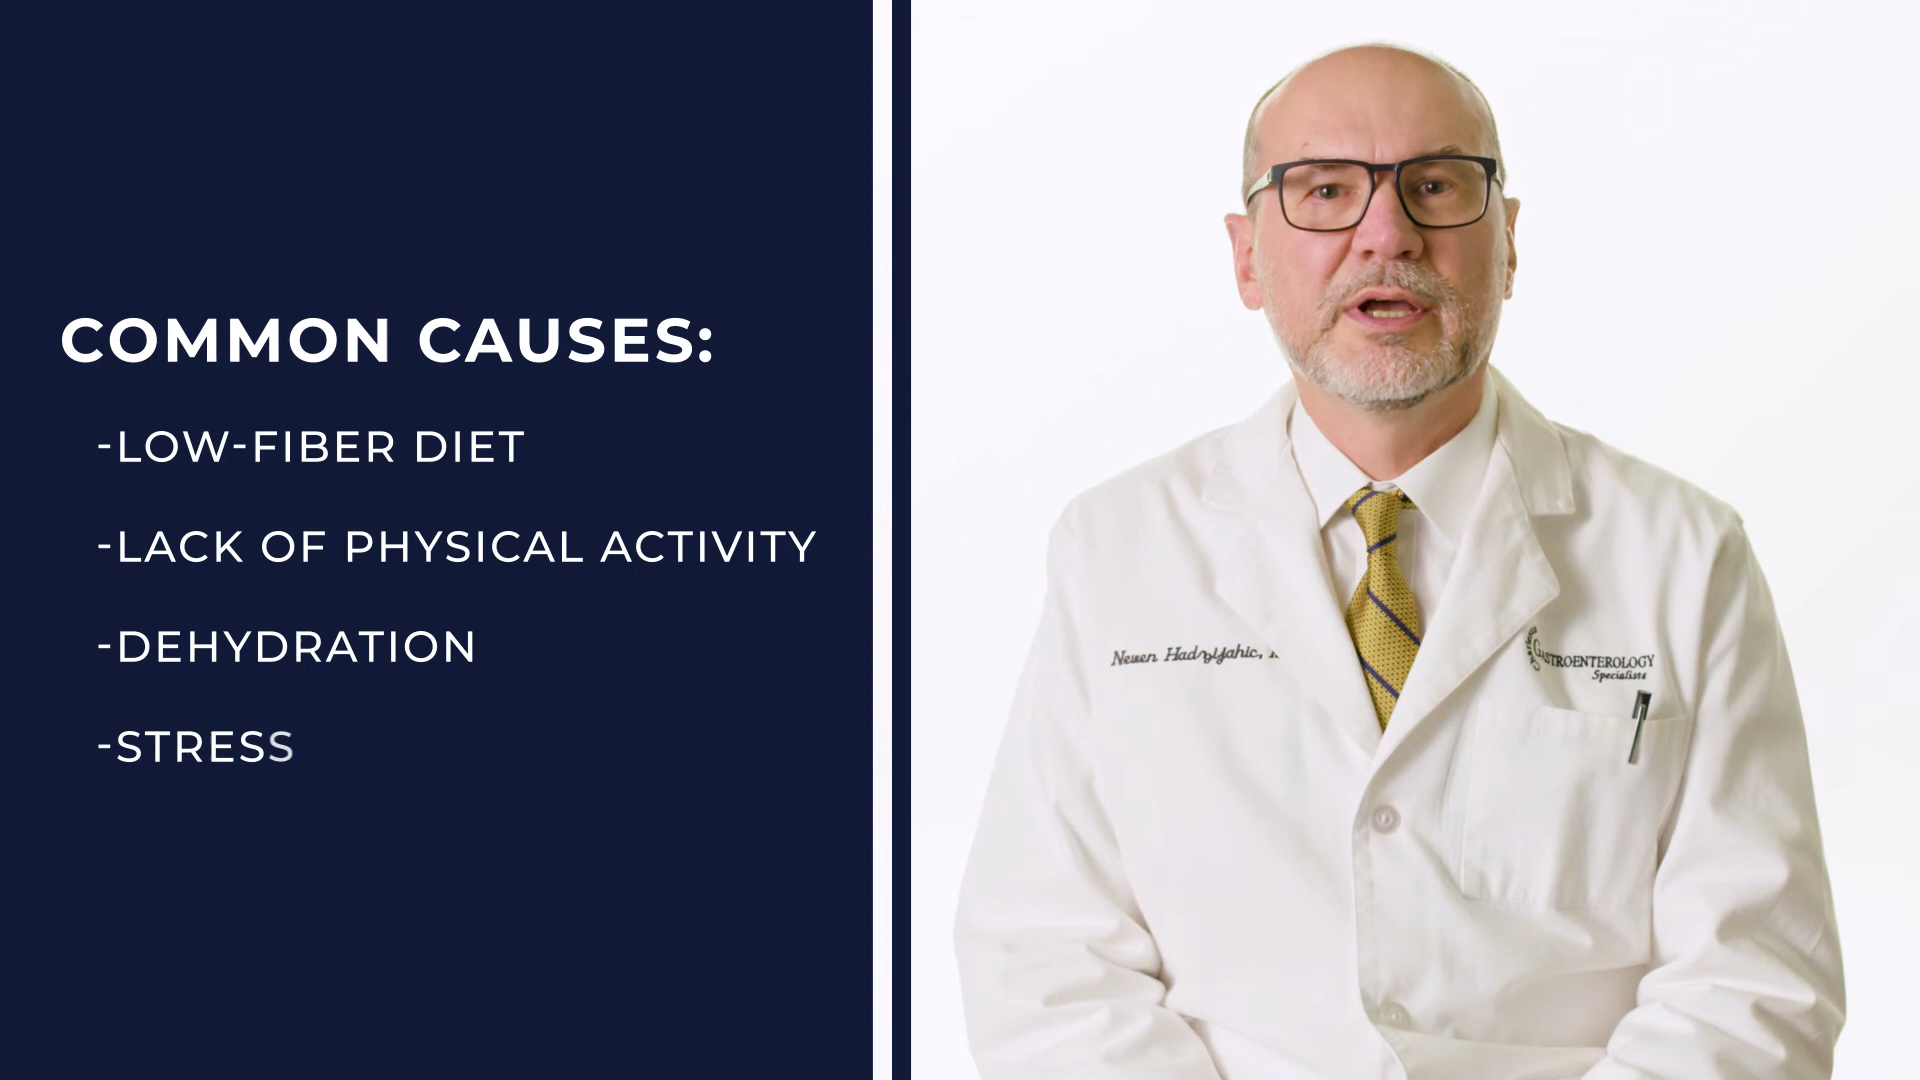 COMMON CAUSES:
-LOW-FIBER DIET
-LACK OF PHYSICAL ACTIVITY
-DEHYDRATION
-STRESS
GASTROENTEROLOGY
Specialists